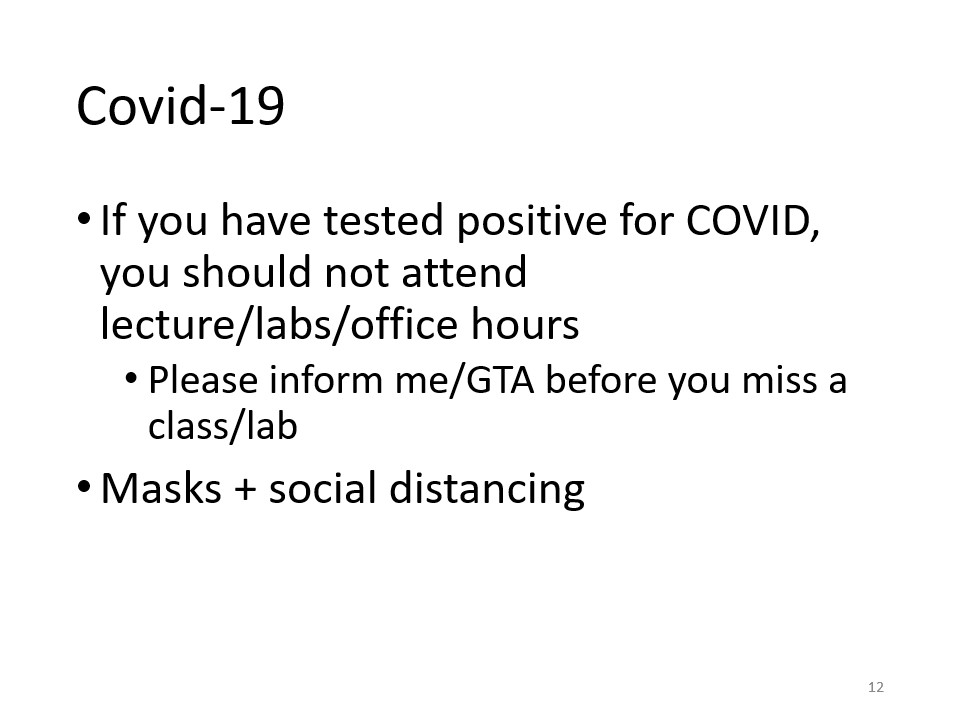 Covid-19
• If you have tested positive for COVID,
you should not attend
lecture/labs/office hours
• Please inform me/GTA before you miss a
class/lab
• Masks + social distancing
12